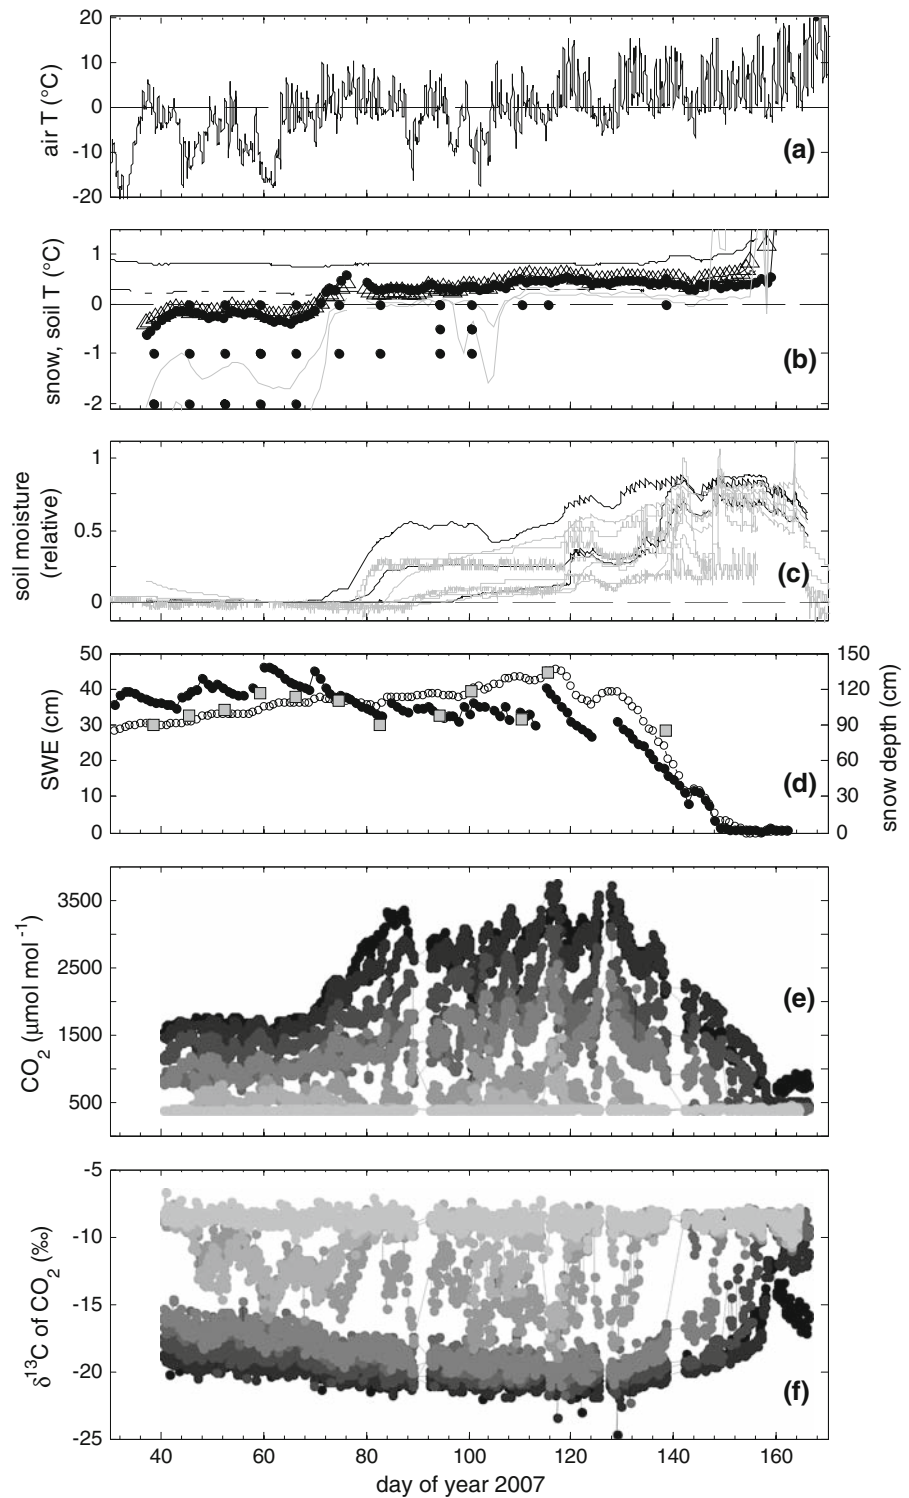 20
10
0
-10
-20
air T (°C)
(a)
1
0
-1
-2
snow, soil T (°C)
(b)
1
0.5
0
soil moisture
(relative)
(c)
50
40
30
20
10
0
SWE (cm)
150
120
90
60
30
0
snow depth (cm)
(d)
3500
2500
1500
500
CO2 (μmol mol-1)
(e)
-5
-10
-15
-20
-25
δ13C of CO2 (‰)
(f)
40 60 80 100 120 140 160
day of year 2007